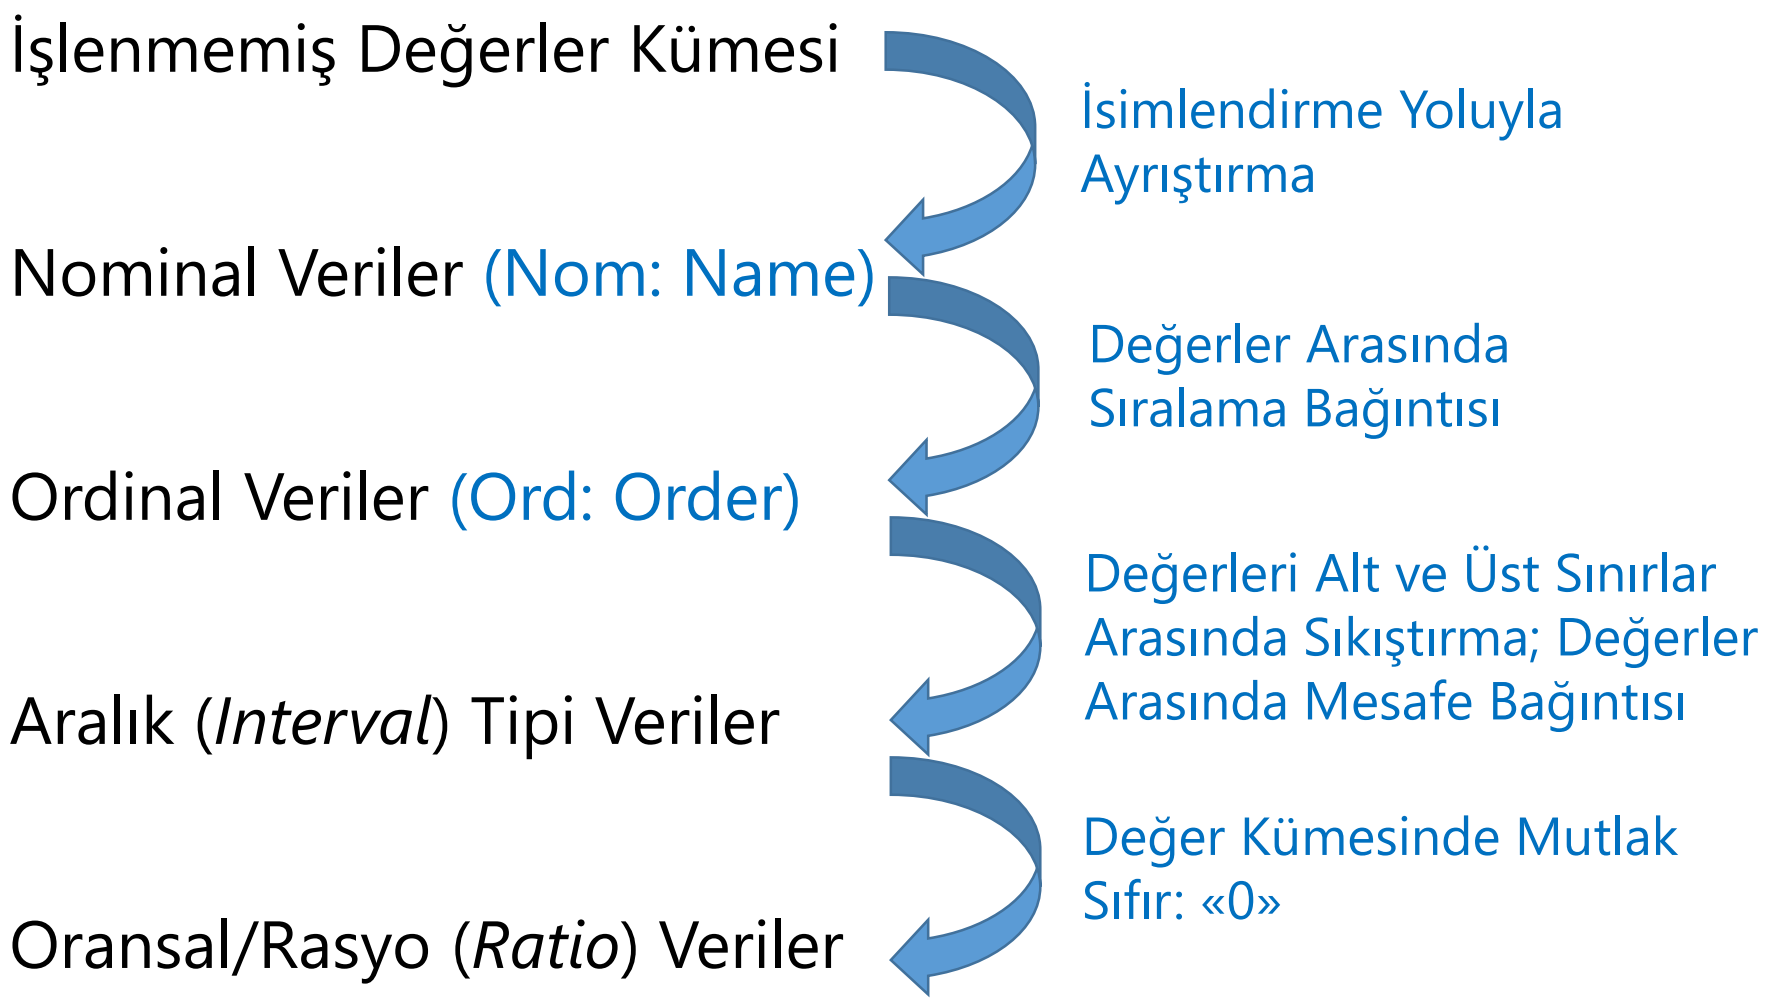 İşlenmemiş Değerler Kümesi
İsimlendirme Yoluyla
Ayrıştırma
Nominal Veriler (Nom: Name)
Değerler Arasında
Sıralama Bağıntısı
Ordinal Veriler (Ord: Order)
Değerleri Alt ve Üst Sınırlar
Arasında Sıkıştırma; Değerler
Arasında Mesafe Bağıntısı
Aralık (Interval) Tipi Veriler
Değer Kümesinde Mutlak
Sıfır: «0»
Oransal/Rasyo (Ratio) Veriler